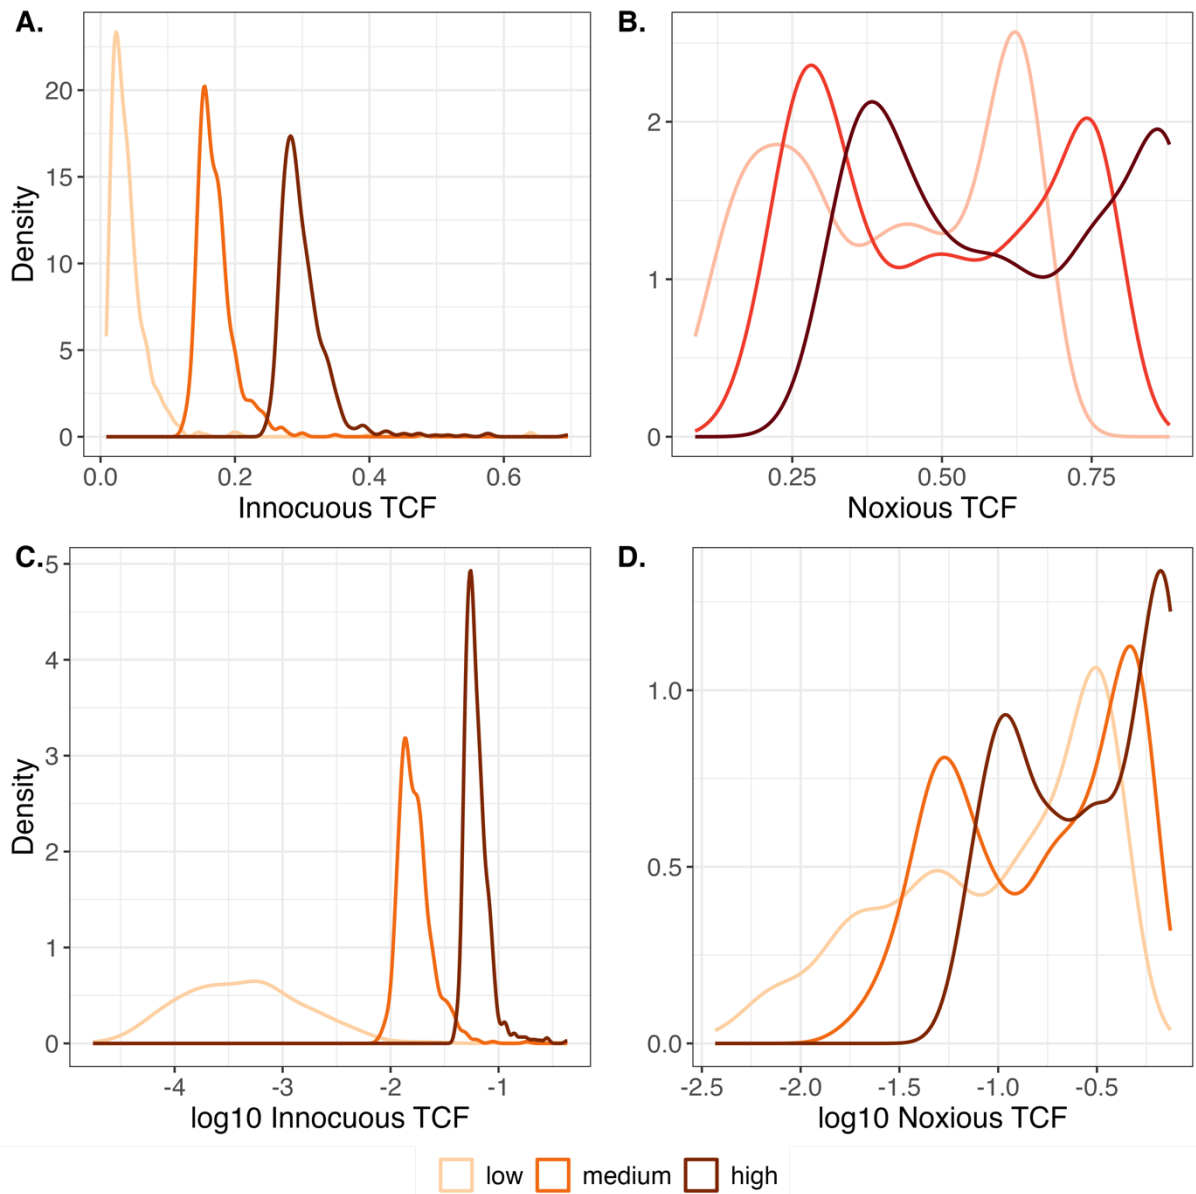 A.
B.
20
15
10
5
0
Density
0.0 0.2 0.4 0.6
Innocuous TCF
2
1
0
0.25 0.50 0.75
Noxious TCF
C.
D.
5
4
3
2
1
0
Density
-4 -3 -2 -1
log10 Innocuous TCF
1.0
0.5
0.0
-2.5 -2.0 -1.5 -1.0 -0.5
log10 Noxious TCF
low medium high